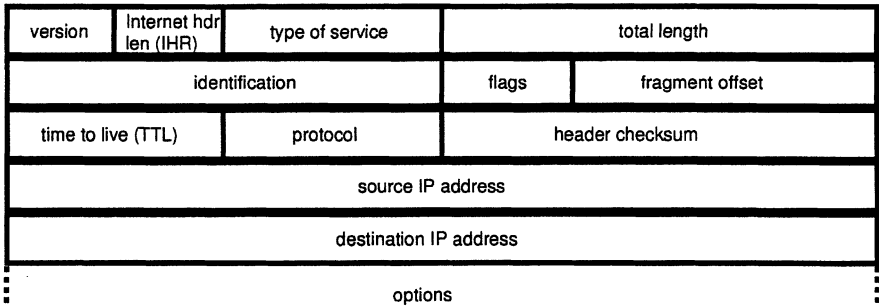 version
Internet hdr
len (IHR)
type of service
total length
identification
flags
fragment offset
time to live (TTL)
protocol
header checksum
source IP address
destination IP address
options